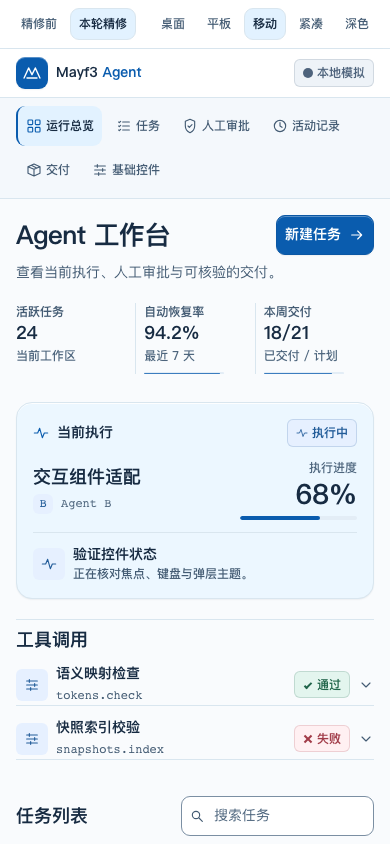 精修前 本轮精修 桌面 平板 移动 紧凑 深色
Mayf3 Agent 本地模拟
运行总览 任务 人工审批 活动记录
交付 基础控件
Agent 工作台 新建任务
查看当前执行、人工审批与可核验的交付。
活跃任务 自动恢复率 本周交付
24 94.2% 18/21
当前工作区 最近 7 天 已交付 / 计划
当前执行 执行中
交互组件适配 执行进度
B Agent B 68%
验证控件状态
正在核对焦点、键盘与弹层主题。
工具调用
语义映射检查 通过
tokens.check
快照索引校验 失败
snapshots.index
任务列表 搜索任务